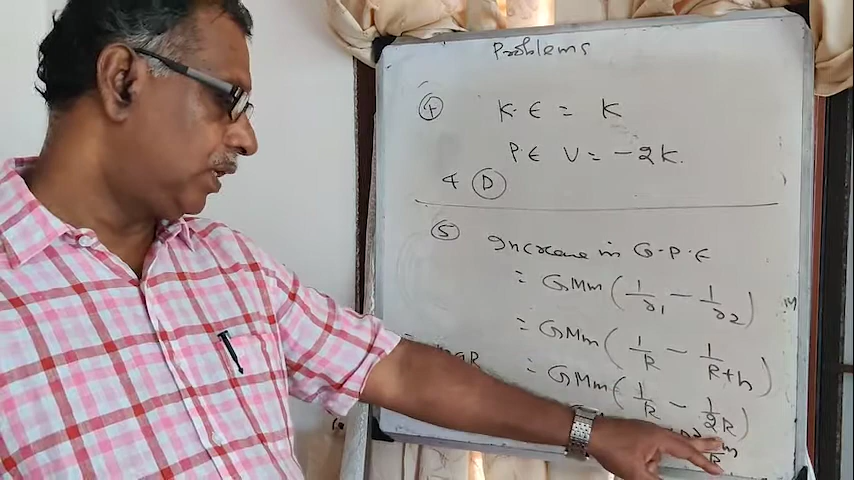 Problems
④ K.E = K
P.E V = -2K.
4 Ⓓ
⑤ Increase in G.P.E
= GMm (1/r1 - 1/r2)
= GMm (1/R - 1/R+h)
= GMm (1/R - 1/2R)